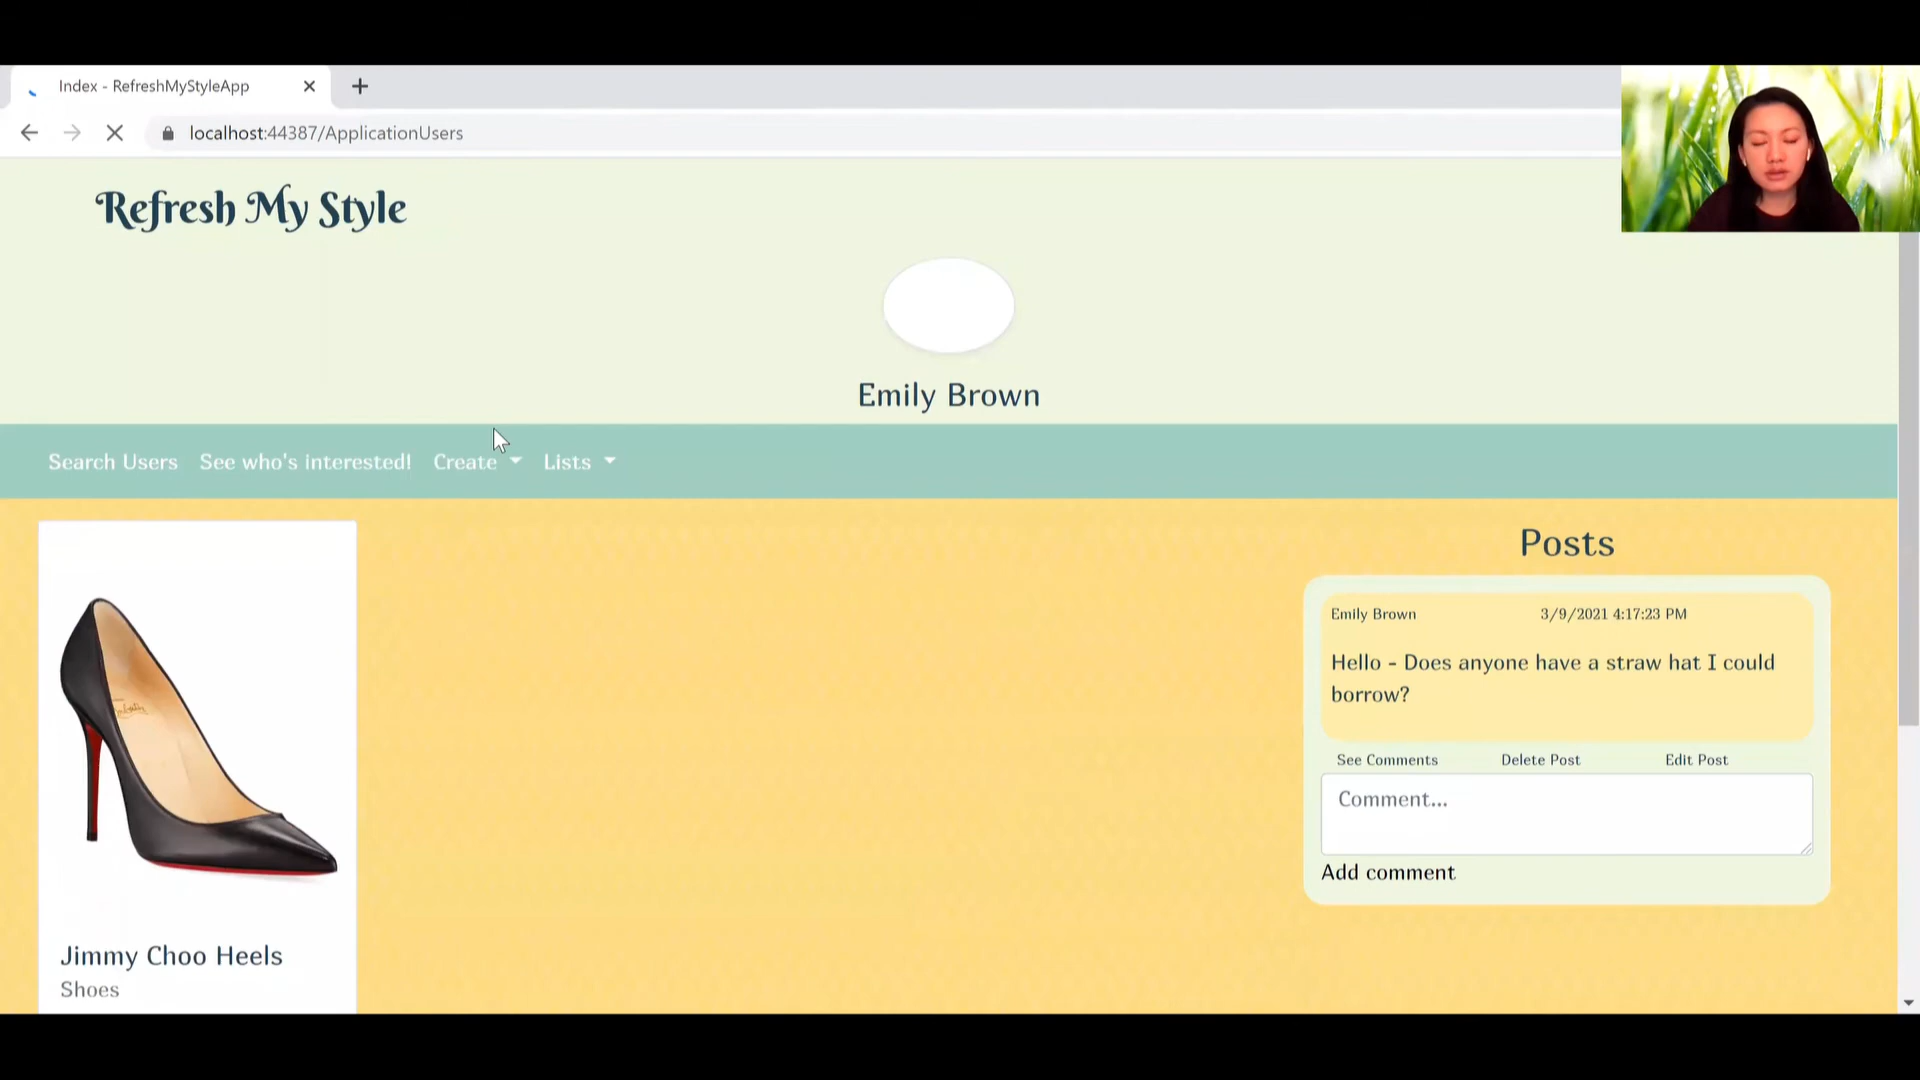 Index - RefreshMyStyleApp
localhost:44387/ApplicationUsers
Refresh My Style
Emily Brown
Search Users See who's interested! Create Lists
Posts
Emily Brown 3/9/2021 4:17:23 PM
Hello - Does anyone have a straw hat I could
borrow?
See Comments Delete Post Edit Post
Comment...
Add comment
Jimmy Choo Heels
Shoes